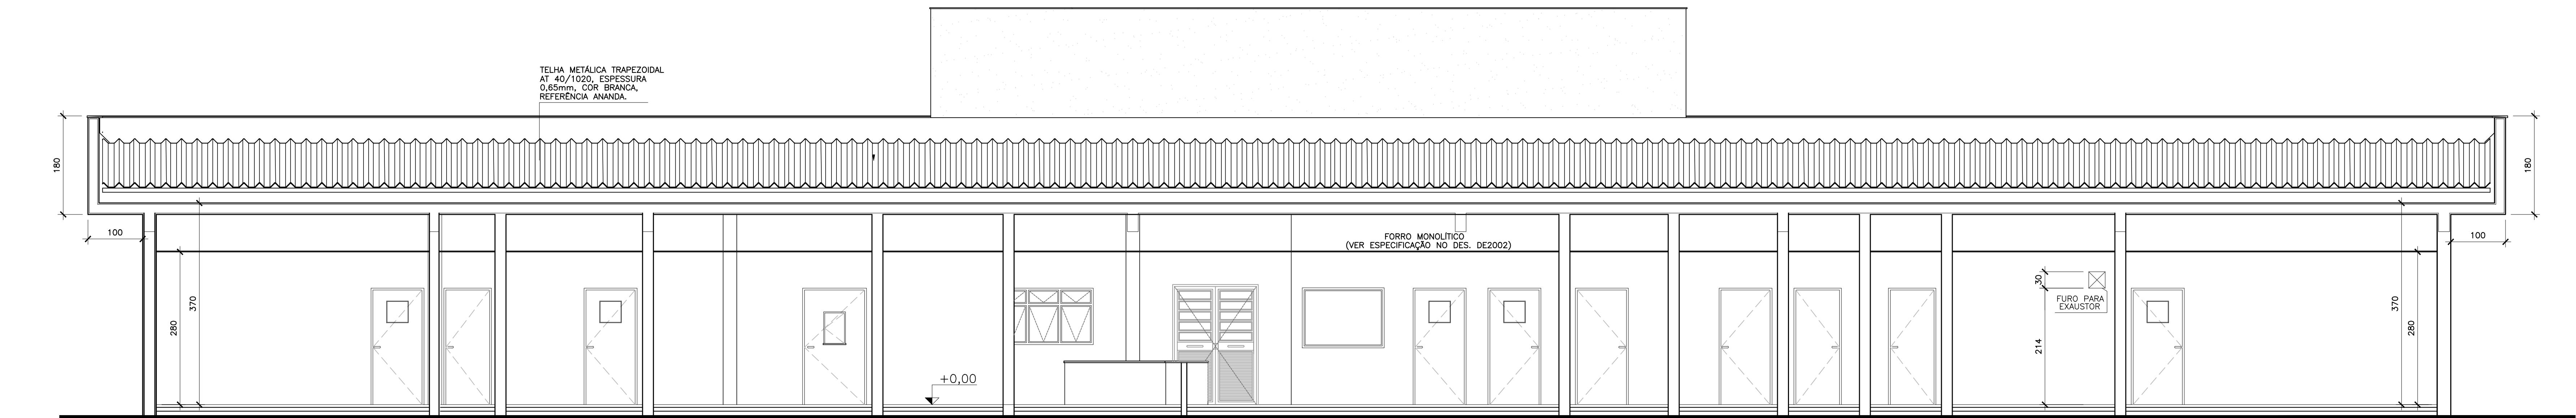 TELHA METÁLICA TRAPEZOIDAL
AT 40/1020, ESPESSURA
0,65mm, COR BRANCA,
REFERÊNCIA ANANDA.
180
180
100
100
FORRO MONOLÍTICO
(VER ESPECIFICAÇÃO NO DES. DE2002)
280
370
+0,00
30
FURO PARA
EXAUSTOR
214
370
280